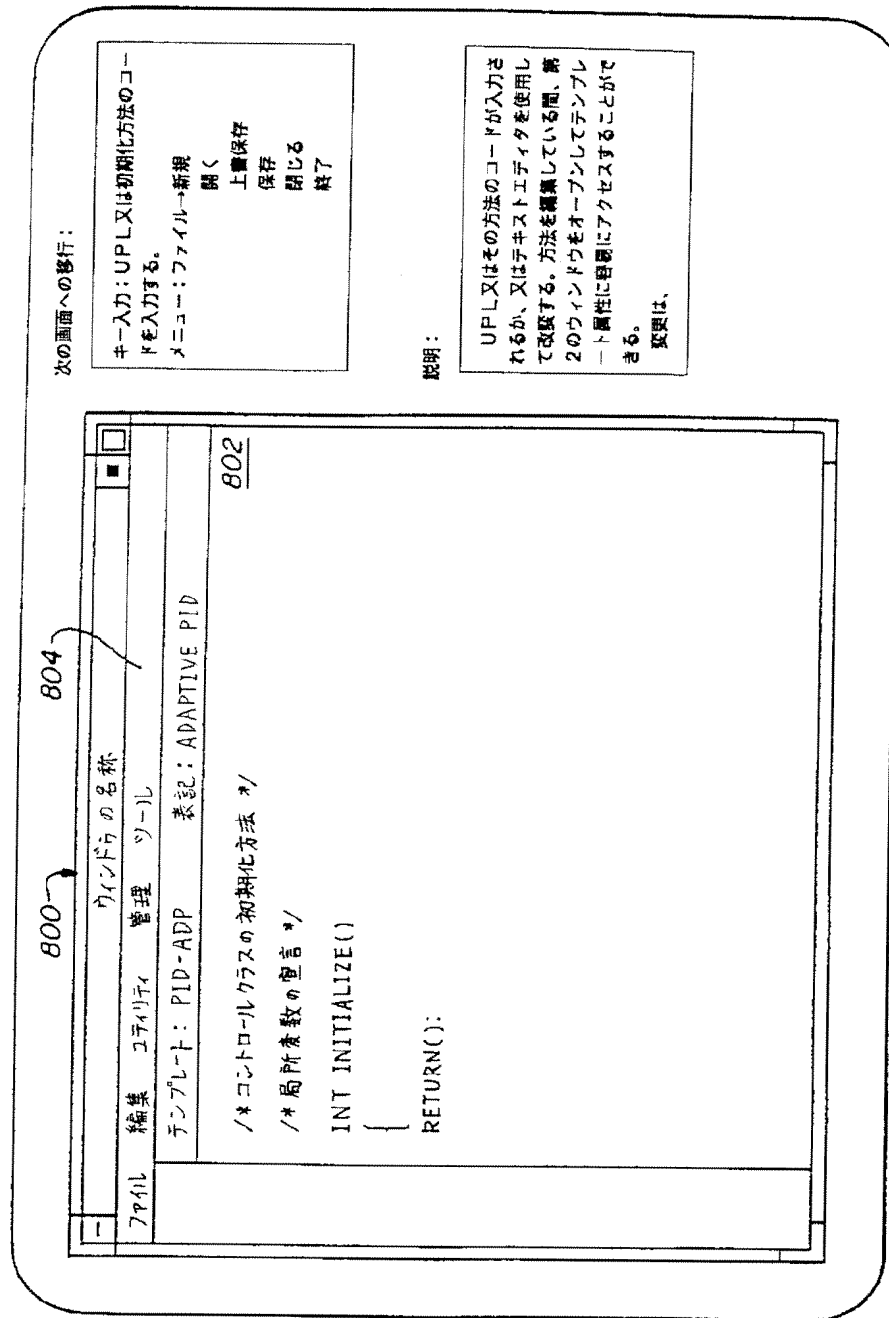 800
804
ウィンドウの名称
ファイル 編集 ユティリティ 管理 ツール
テンプレート: PID-ADP 表記: ADAPTIVE PID
802
/*コントロールクラスの初期化方法 */
/*局所変数の宣言 */
INT INITIALIZE()
{
RETURN():
次の画面への移行:
キー入力:UPL又は初期化方法のコー
ドを入力する。
メニュー:ファイル→新規
開く
上書保存
保存
閉じる
終了
説明:
UPL又はその方法のコードが入力さ
れるか、又はテキストエディタを使用し
て改変する。方法を編集している間、第
2のウィンドウをオープンしてテンプレ
ート属性に容易にアクセスすることがで
きる。
変更は、